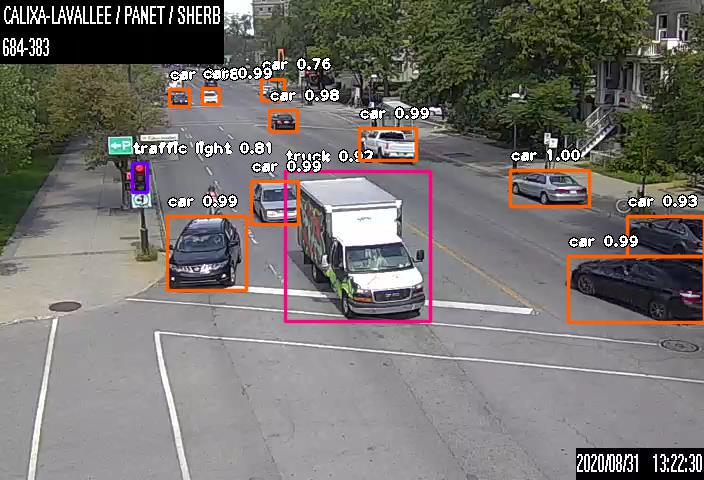 CALIXA-LAVALLEE / PANET / SHERB
684-383
car 0.99
car 0.76
car 0.98
car 0.99
traffic light 0.81
truck 0.92
car 0.99
car 1.00
car 0.99
car 0.93
car 0.99
P
GMC
2020/08/31 13:22:30